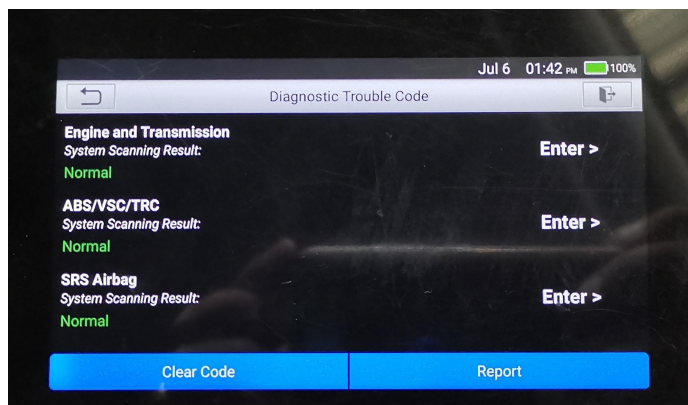 Jul 6 01:42 PM 100%
Diagnostic Trouble Code
Engine and Transmission
System Scanning Result:
Enter >
Normal
ABS/VSC/TRC
System Scanning Result:
Enter >
Normal
SRS Airbag
System Scanning Result:
Enter >
Normal
Clear Code Report